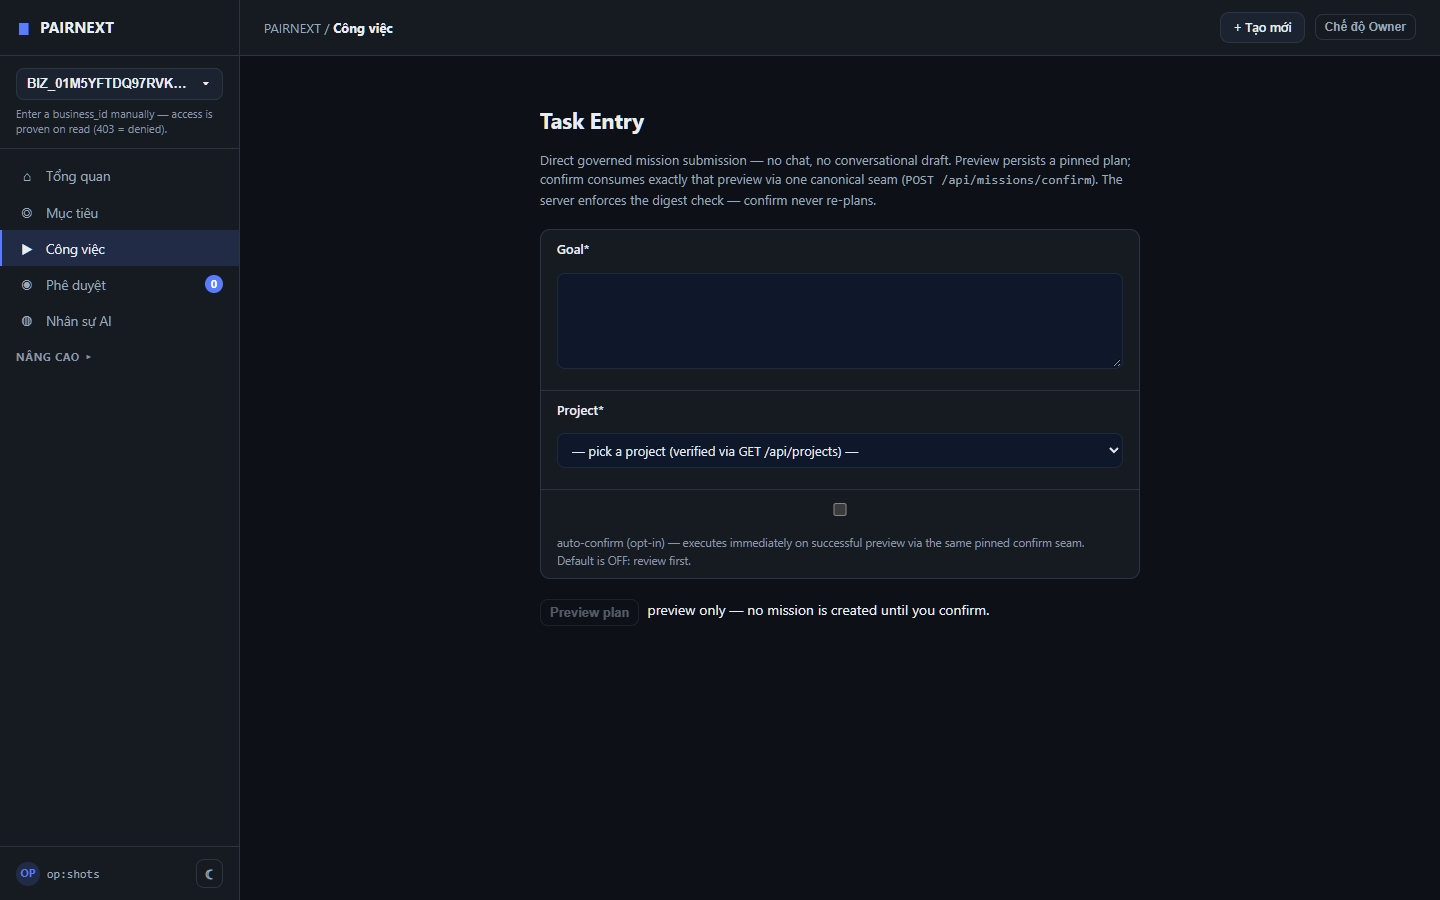 PAIRNEXT
PAIRNEXT / Công việc
+ Tạo mới
Chế độ Owner
BIZ_01M5YFTDQ97RVK...
Enter a business_id manually — access is
proven on read (403 = denied).
Tổng quan
Mục tiêu
Công việc
Phê duyệt
0
Nhân sự AI
NÂNG CAO
Task Entry
Direct governed mission submission — no chat, no conversational draft. Preview persists a pinned plan;
confirm consumes exactly that preview via one canonical seam (POST /api/missions/confirm). The
server enforces the digest check — confirm never re-plans.
Goal*
Project*
— pick a project (verified via GET /api/projects) —
auto-confirm (opt-in) — executes immediately on successful preview via the same pinned confirm seam.
Default is OFF: review first.
Preview plan
preview only — no mission is created until you confirm.
OP
op:shots